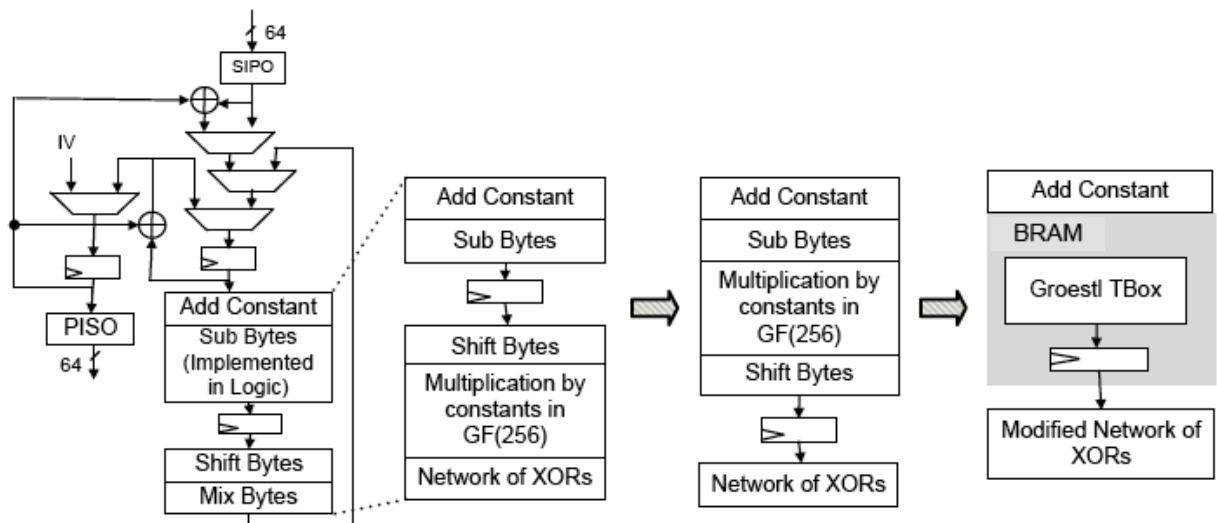 64
SIPO
IV
PISO
64
Add Constant
Sub Bytes
(Implemented
in Logic)
Shift Bytes
Mix Bytes
Add Constant
Sub Bytes
Shift Bytes
Multiplication by
constants in
GF(256)
Network of XORs
Add Constant
Sub Bytes
Multiplication by
constants in
GF(256)
Shift Bytes
Network of XORs
Add Constant
BRAM
Groestl TBox
Modified Network of
XORs